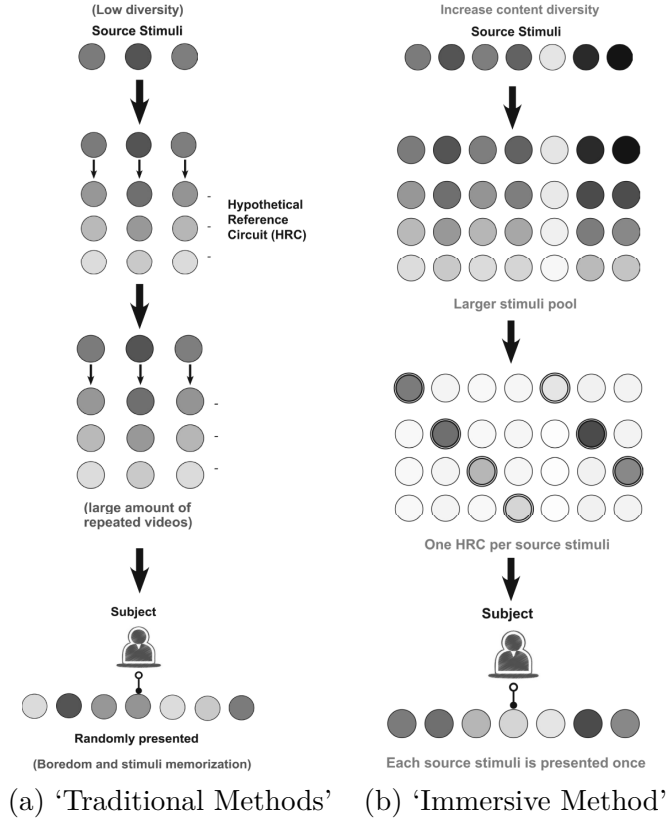 (Low diversity)
Source Stimuli
Hypothetical
Reference
Circuit (HRC)
(large amount of
repeated videos)
Subject
Randomly presented
(Boredom and stimuli memorization)
(a) ‘Traditional Methods’
Increase content diversity
Source Stimuli
Larger stimuli pool
One HRC per source stimuli
Subject
Each source stimuli is presented once
(b) ‘Immersive Method’